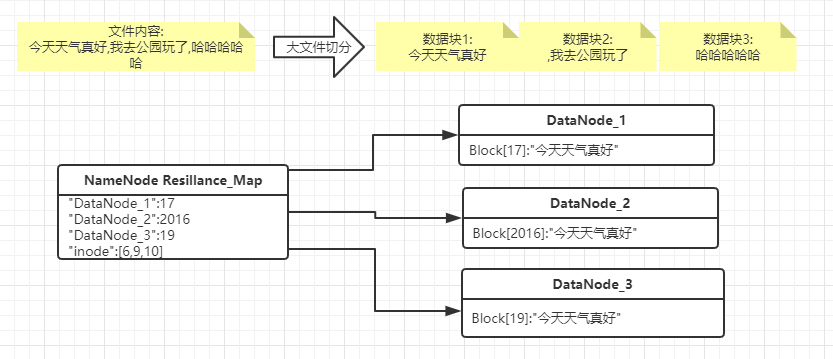 文件内容:
今天天气真好,我去公园玩了,哈哈哈哈哈
哈
大文件切分
数据块1:
今天天气真好
数据块2:
,我去公园玩了
数据块3:
哈哈哈哈哈
DataNode_1
Block[17]:"今天天气真好"
NameNode Resillance_Map
"DataNode_1":17
"DataNode_2":2016
"DataNode_3":19
"inode":[6,9,10]
DataNode_2
Block[2016]:"今天天气真好"
DataNode_3
Block[19]:"今天天气真好"